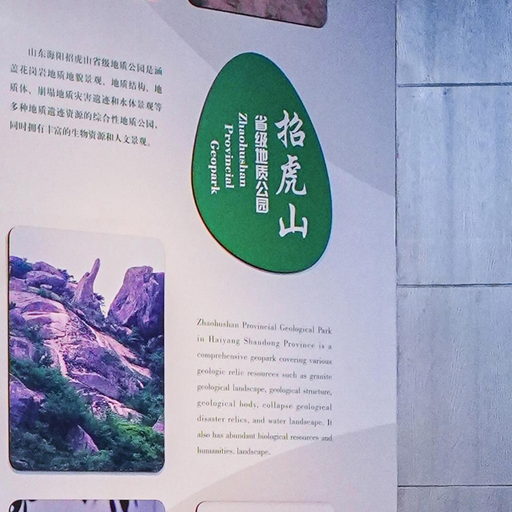 山东海阳招虎山省级地质公园是涵
盖花岗岩地质地貌景观、地质结构、地
质体、崩塌地质灾害遗迹和水体景观等
多种地质遗迹资源的综合性地质公园，
同时拥有丰富的生物资源和人文景观。
招虎山
省级地质公园
Zhaohushan
Provincial
Geopark
Zhaohushan Provincial Geological Park
in Haiyang Shandong Province is a
comprehensive geopark covering various
geologic relic resources such as granite
geological landscape, geological structure,
geological body, collapse geological
disaster relics, and water landscape. It
also has abundant biological resources and
humanities. landscape.